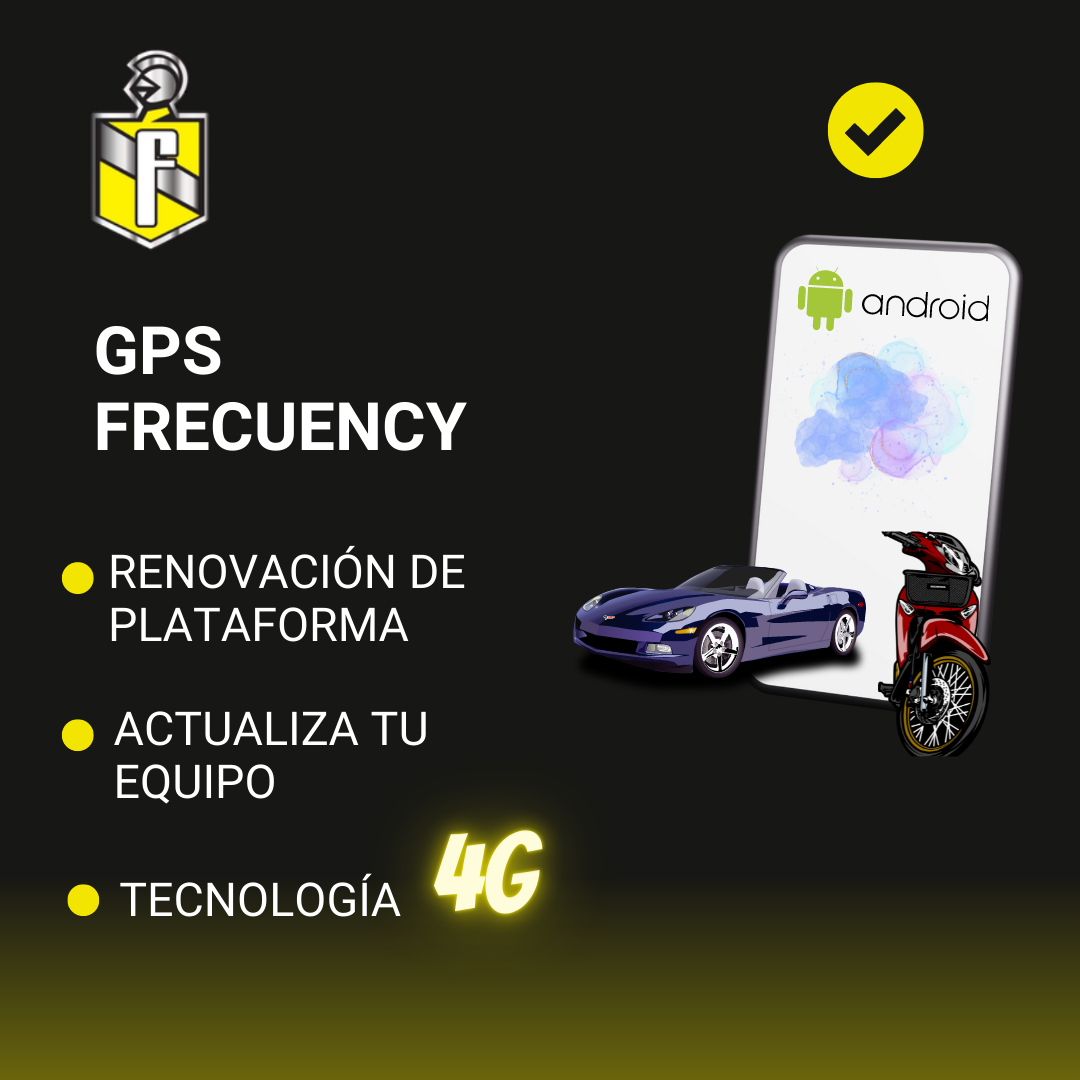 F
android
GPS
FRECUENCY
RENOVACIÓN DE
PLATAFORMA
ACTUALIZA TU
EQUIPO
TECNOLOGÍA 4G